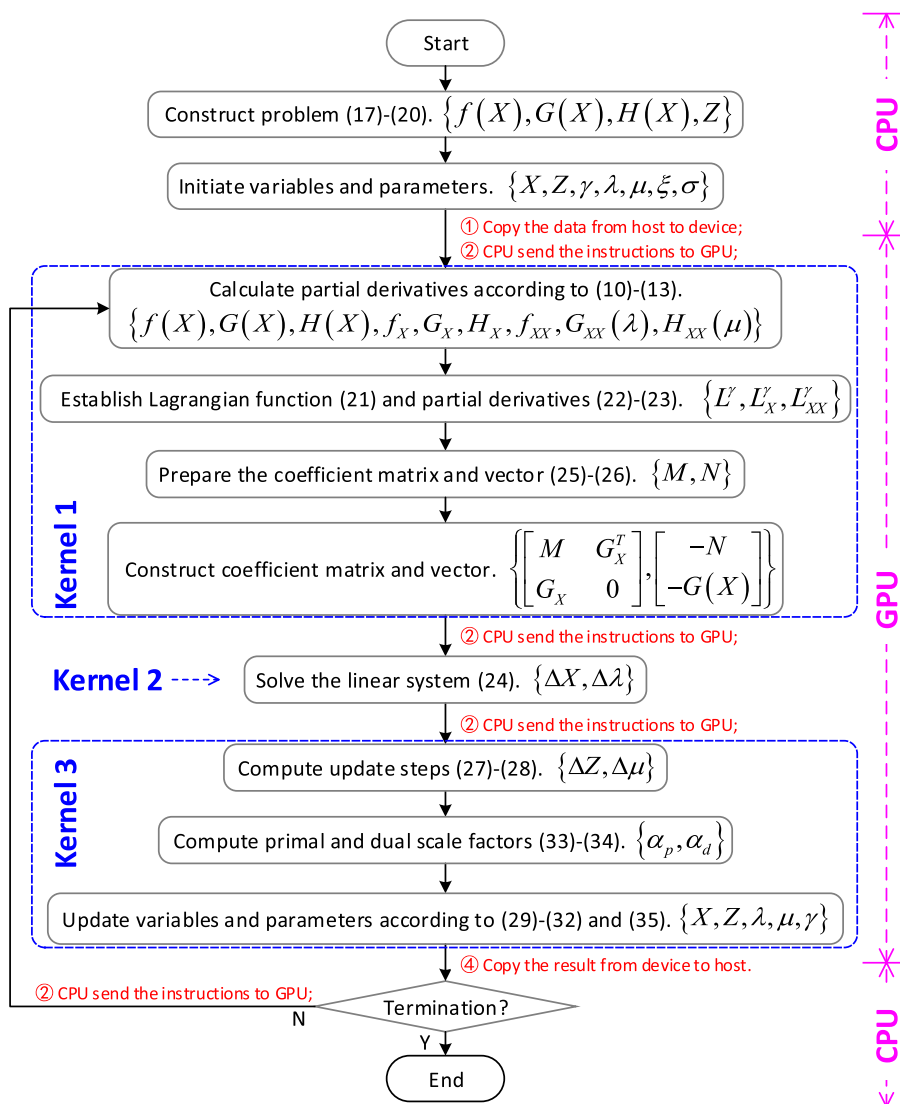 Start
Construct problem (17)-(20). {f(X),G(X),H(X),Z}
CPU
Initiate variables and parameters. {X,Z,γ,λ,μ,ξ,σ}
① Copy the data from host to device;
② CPU send the instructions to GPU;
Calculate partial derivatives according to (10)-(13).
{f(X),G(X),H(X),f_X,G_X,H_X,f_XX,G_XX(λ),H_XX(μ)}
Establish Lagrangian function (21) and partial derivatives (22)-(23). {L^γ,L^γ_X,L^γ_XX}
Prepare the coefficient matrix and vector (25)-(26). {M,N}
Kernel 1
Construct coefficient matrix and vector. {[M G_X^T; G_X 0],[-N; -G(X)]}
GPU
② CPU send the instructions to GPU;
Kernel 2
Solve the linear system (24). {ΔX,Δλ}
② CPU send the instructions to GPU;
Kernel 3
Compute update steps (27)-(28). {ΔZ,Δμ}
Compute primal and dual scale factors (33)-(34). {α_p,α_d}
Update variables and parameters according to (29)-(32) and (35). {X,Z,λ,μ,γ}
④ Copy the result from device to host.
② CPU send the instructions to GPU;
Termination?
N
Y
CPU
End